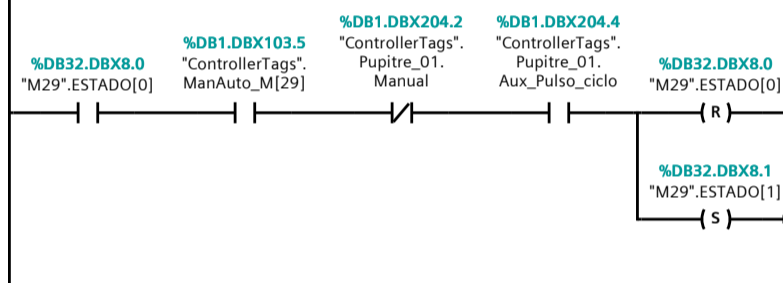 %DB32.DBX8.0
"M29".ESTADO[0]
%DB1.DBX103.5
"ControllerTags".
ManAuto_M[29]
%DB1.DBX204.2
"ControllerTags".
Pupitre_01.
Manual
%DB1.DBX204.4
"ControllerTags".
Pupitre_01.
Aux_Pulso_ciclo
%DB32.DBX8.0
"M29".ESTADO[0]
R
%DB32.DBX8.1
"M29".ESTADO[1]
S